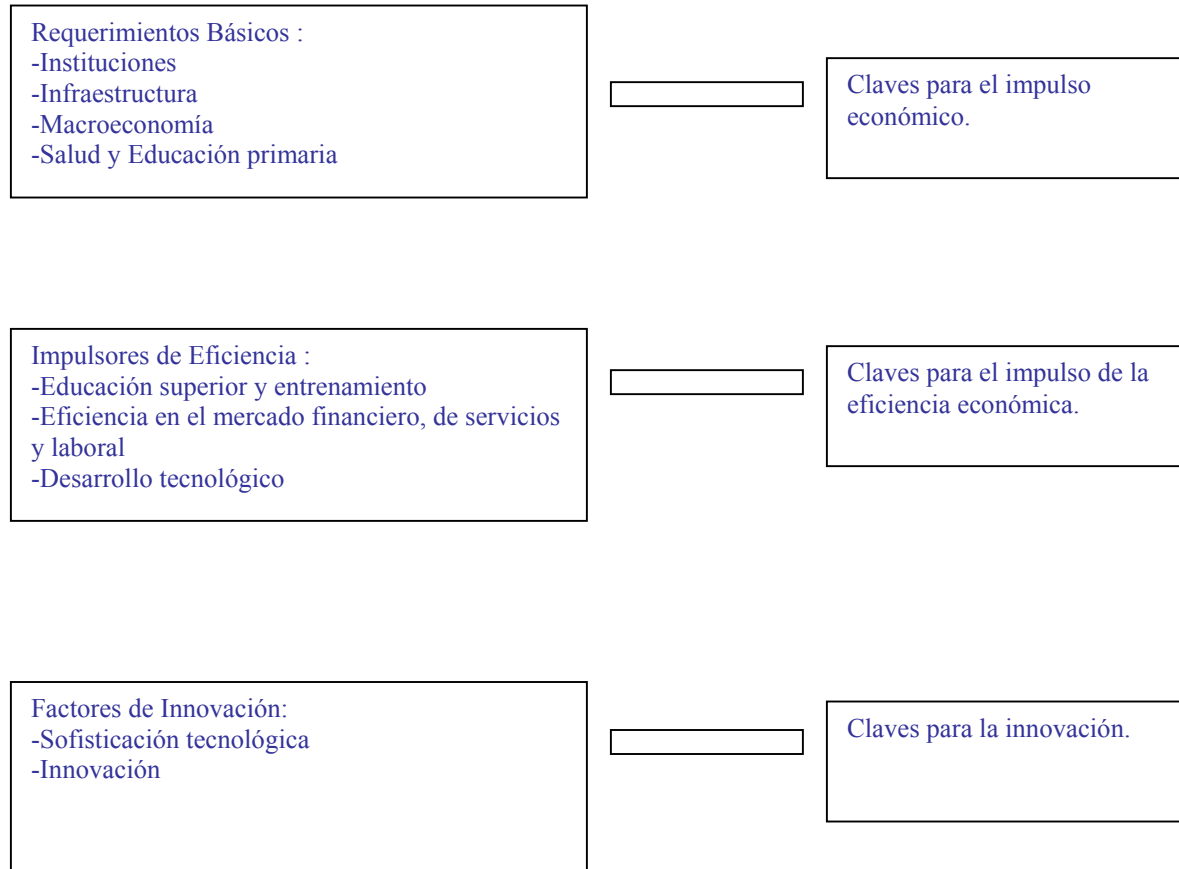 Requerimientos Básicos :
-Instituciones
-Infraestructura
-Macroeconomía
-Salud y Educación primaria
Claves para el impulso
económico.
Impulsores de Eficiencia :
-Educación superior y entrenamiento
-Eficiencia en el mercado financiero, de servicios
y laboral
-Desarrollo tecnológico
Claves para el impulso de la
eficiencia económica.
Factores de Innovación:
-Sofisticación tecnológica
-Innovación
Claves para la innovación.